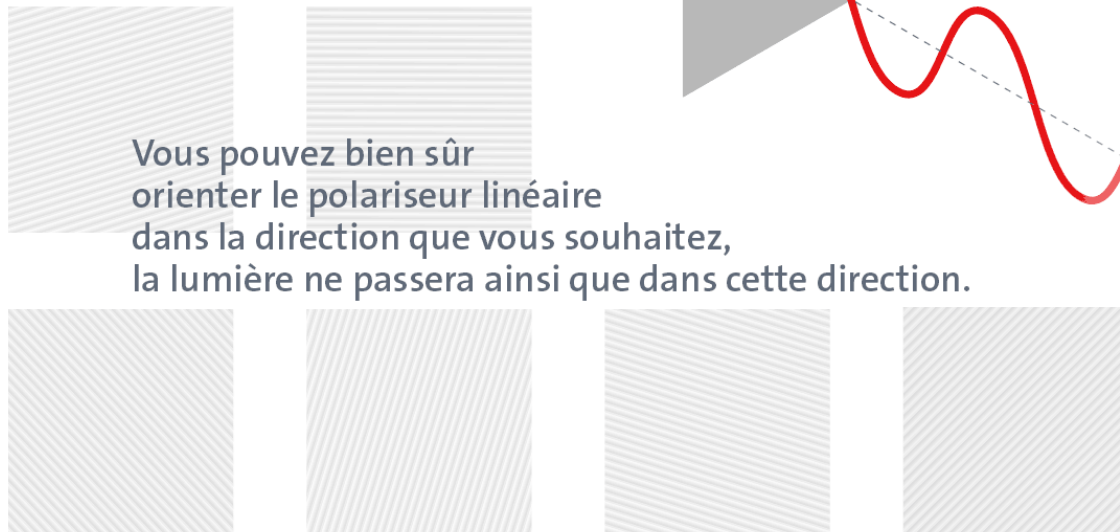 Vous pouvez bien sûr
orienter le polariseur linéaire
dans la direction que vous souhaitez,
la lumière ne passera ainsi que dans cette direction.